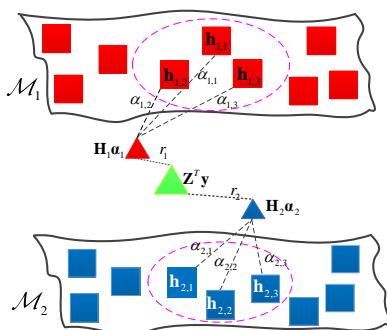 h₁,₁
h₁,₂
h₁,₃
α₁,₁
α₁,₂
α₁,₃
ℳ₁
H₁α₁
r₁
Zᵀy
r₂
H₂α₂
α₂,₁
α₂,₂
α₂,₃
h₂,₁
h₂,₂
h₂,₃
ℳ₂